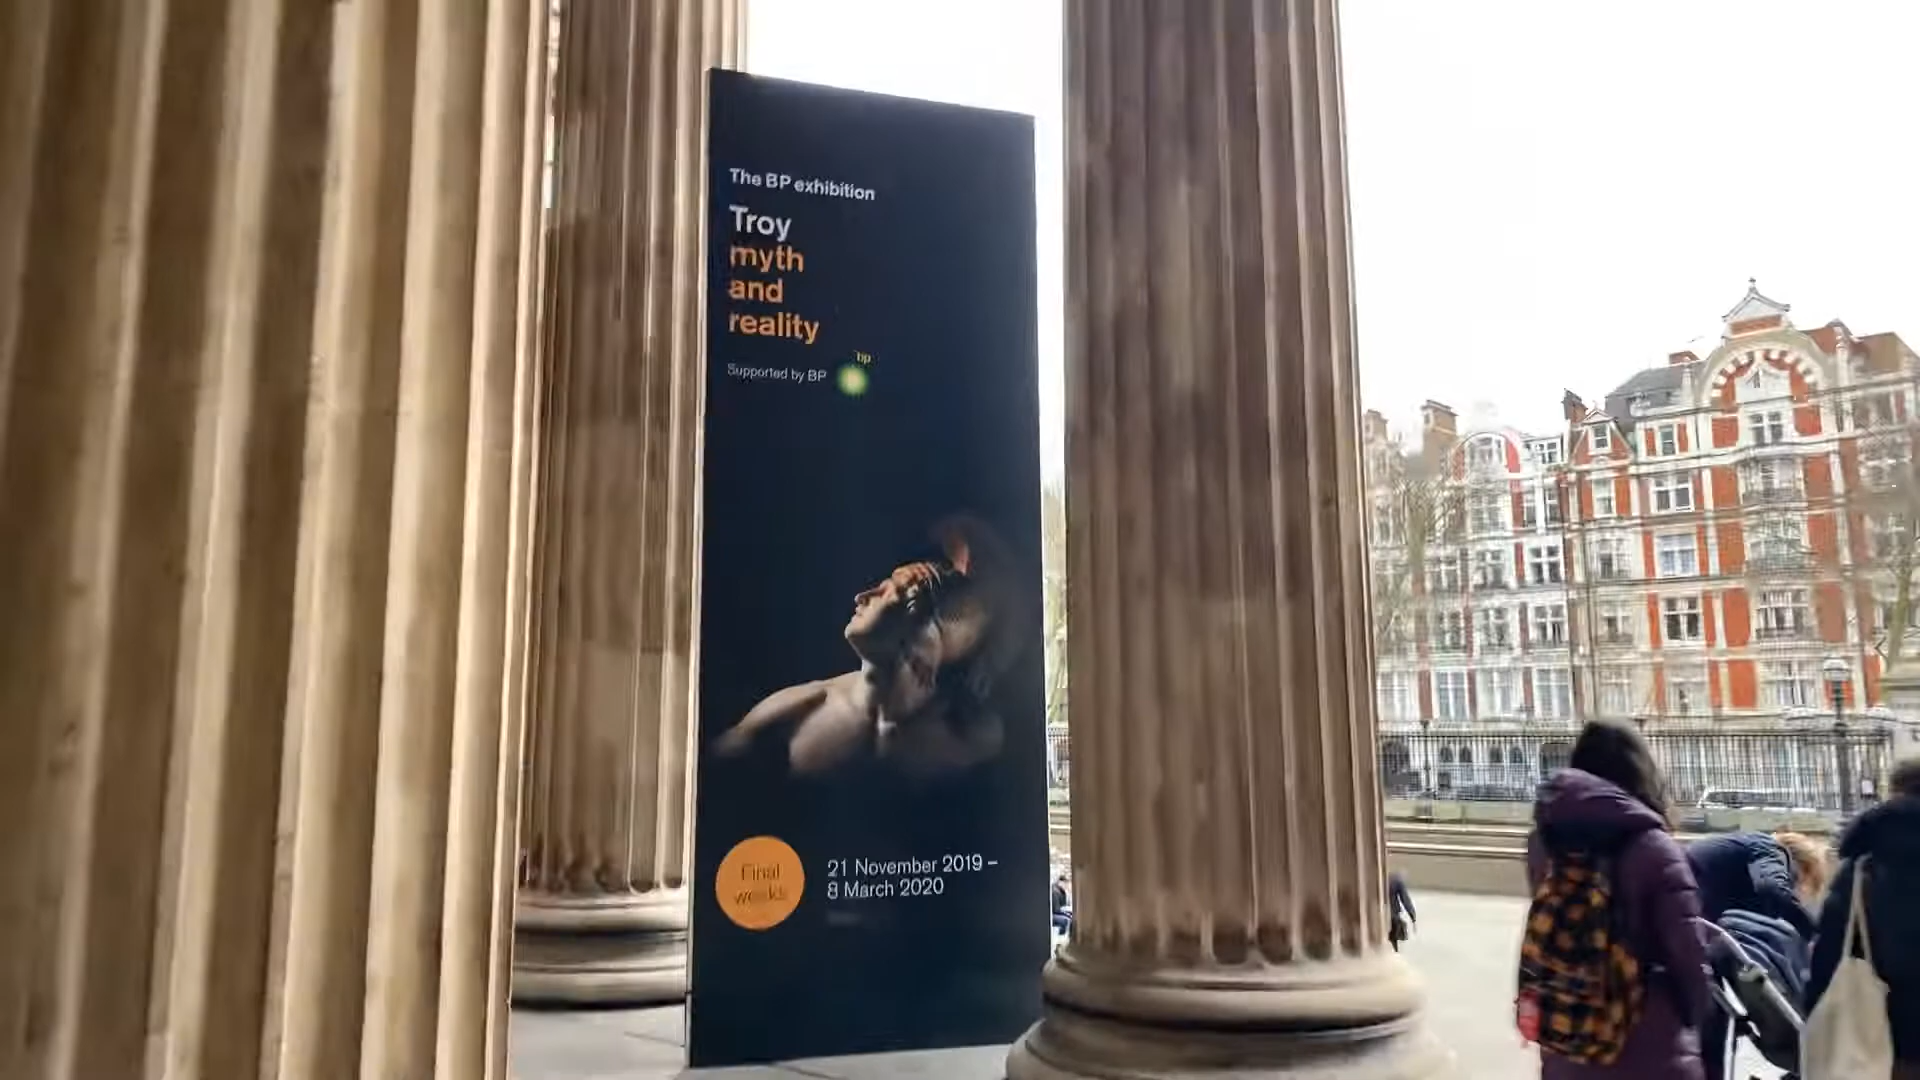 The BP exhibition
Troy
myth
and
reality
bp
Supported by BP
Final
weeks
21 November 2019 –
8 March 2020